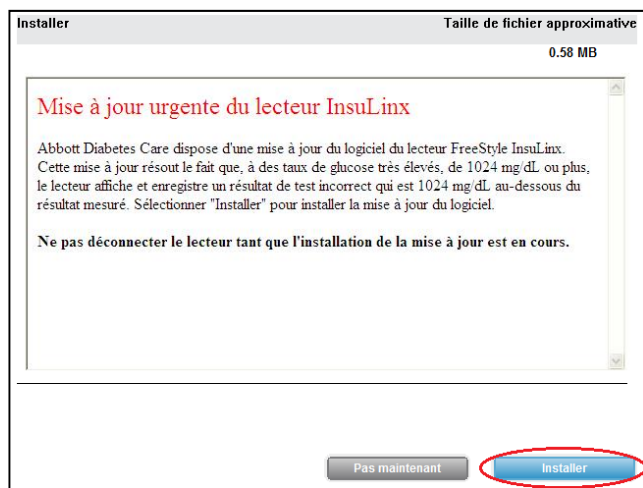 Installer Taille de fichier approximative
0.58 MB
Mise à jour urgente du lecteur InsuLinx
Abbott Diabetes Care dispose d'une mise à jour du logiciel du lecteur FreeStyle InsuLinx.
Cette mise à jour résout le fait que, à des taux de glucose très élevés, de 1024 mg/dL ou plus,
le lecteur affiche et enregistre un résultat de test incorrect qui est 1024 mg/dL au-dessous du
résultat mesuré. Sélectionner "Installer" pour installer la mise à jour du logiciel.
Ne pas déconnecter le lecteur tant que l'installation de la mise à jour est en cours.
Pas maintenant Installer